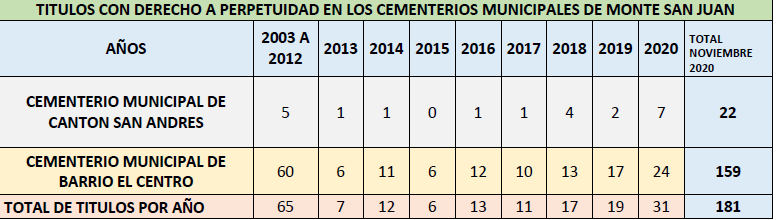 TITULOS CON DERECHO A PERPETUIDAD EN LOS CEMENTERIOS MUNICIPALES DE MONTE SAN JUAN
AÑOS 2003 A 2012 2013 2014 2015 2016 2017 2018 2019 2020 TOTAL NOVIEMBRE 2020
CEMENTERIO MUNICIPAL DE CANTON SAN ANDRES 5 1 1 0 1 1 4 2 7 22
CEMENTERIO MUNICIPAL DE BARRIO EL CENTRO 60 6 11 6 12 10 13 17 24 159
TOTAL DE TITULOS POR AÑO 65 7 12 6 13 11 17 19 31 181